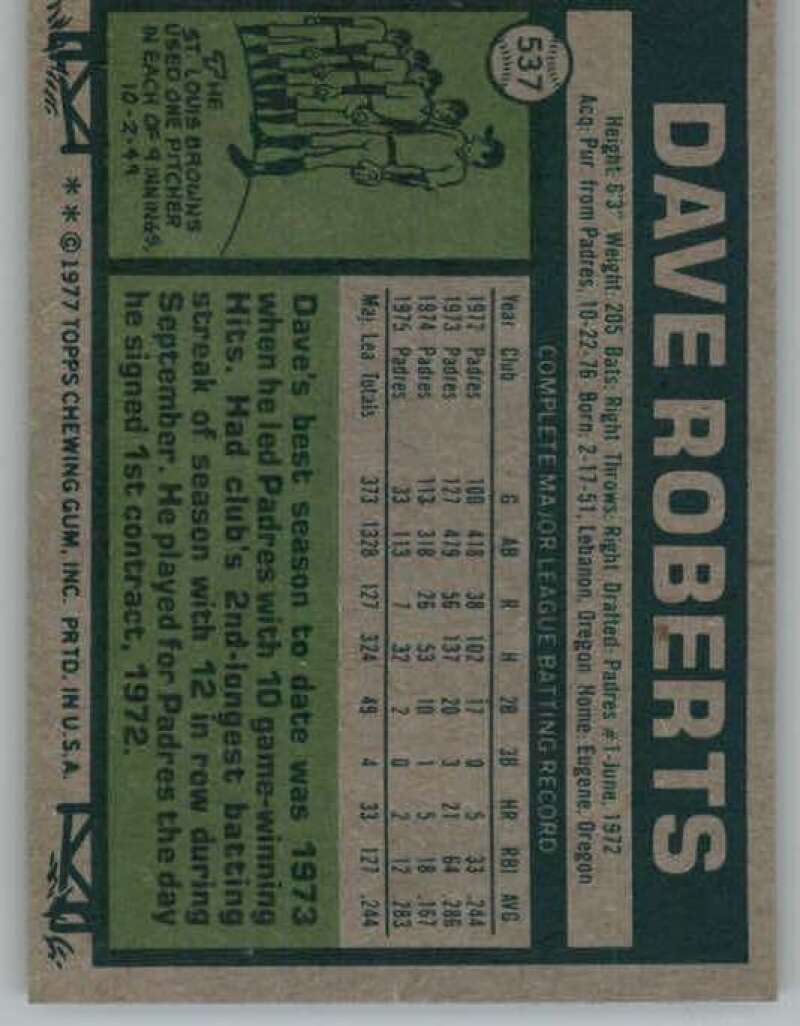 537
DAVE ROBERTS
Height: 6'3" Weight: 205 Bats: Right Throws: Right Drafted: Padres #1-June, 1972
Acq: Pur. from Padres, 10-22-76 Born: 2-17-51, Lebanon, Oregon Home: Eugene, Oregon
COMPLETE MAJOR LEAGUE BATTING RECORD
Year Club G AB R H 2B 3B HR RBI AVG
1972 Padres 100 418 38 102 17 0 5 33 .244
1973 Padres 127 479 56 137 20 3 21 64 .286
1974 Padres 113 318 26 53 10 1 5 18 .167
1975 Padres 33 113 7 32 2 0 2 12 .283
Maj. Lea. Totals 373 1328 127 324 49 4 33 127 .244
THE
ST. LOUIS BROWNS
USED ONE PITCHER
IN EACH OF 9 INNINGS,
10-2-49
Dave's best season to date was 1973
when he led Padres with 10 game-winning
Hits. Had club's 2nd-longest batting
streak of season with 12 in row during
September. He played for Padres the day
he signed 1st contract, 1972.
* * © 1977 TOPPS CHEWING GUM, INC. PRTD. IN U.S.A.